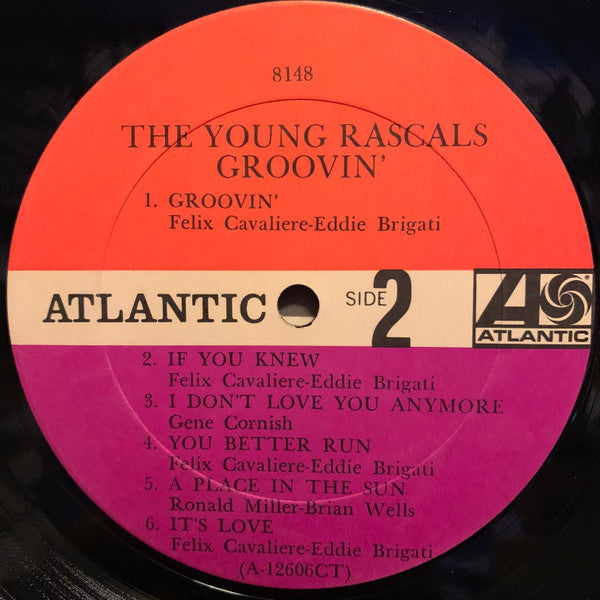 8148
THE YOUNG RASCALS
GROOVIN'
1. GROOVIN'
Felix Cavaliere-Eddie Brigati
ATLANTIC SIDE 2 ATLANTIC
2. IF YOU KNEW
Felix Cavaliere-Eddie Brigati
3. I DON'T LOVE YOU ANYMORE
Gene Cornish
4. YOU BETTER RUN
Felix Cavaliere-Eddie Brigati
5. A PLACE IN THE SUN
Ronald Miller-Brian Wells
6. IT'S LOVE
Felix Cavaliere-Eddie Brigati
(A-12606CT)